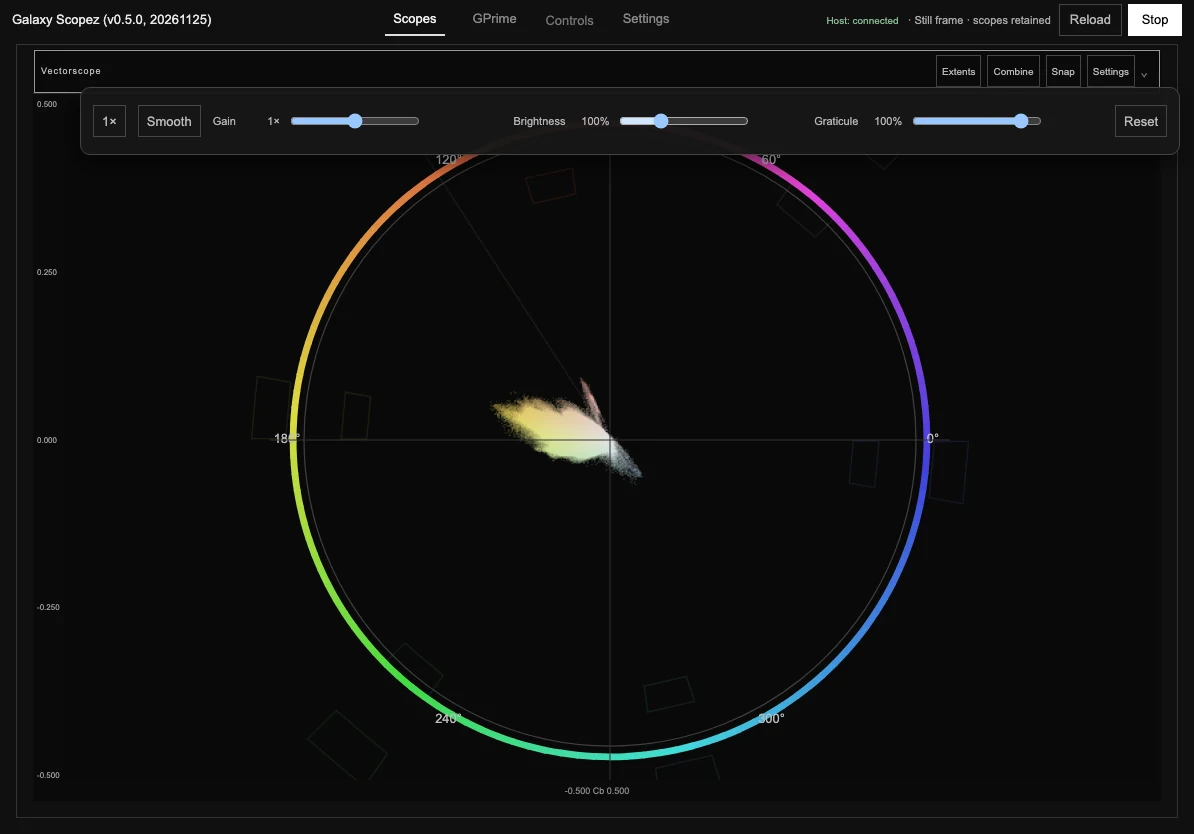 Galaxy Scopez (v0.5.0, 20261125)
Scopes
GPrime
Controls
Settings
Host: connected
· Still frame · scopes retained
Reload
Stop
Vectorscope
Extents
Combine
Snap
Settings
0.500
1×
Smooth
Gain
1×
Brightness
100%
Graticule
100%
Reset
120°
60°
0.250
0.000
180°
0°
-0.250
240°
300°
-0.500
-0.500 Cb 0.500